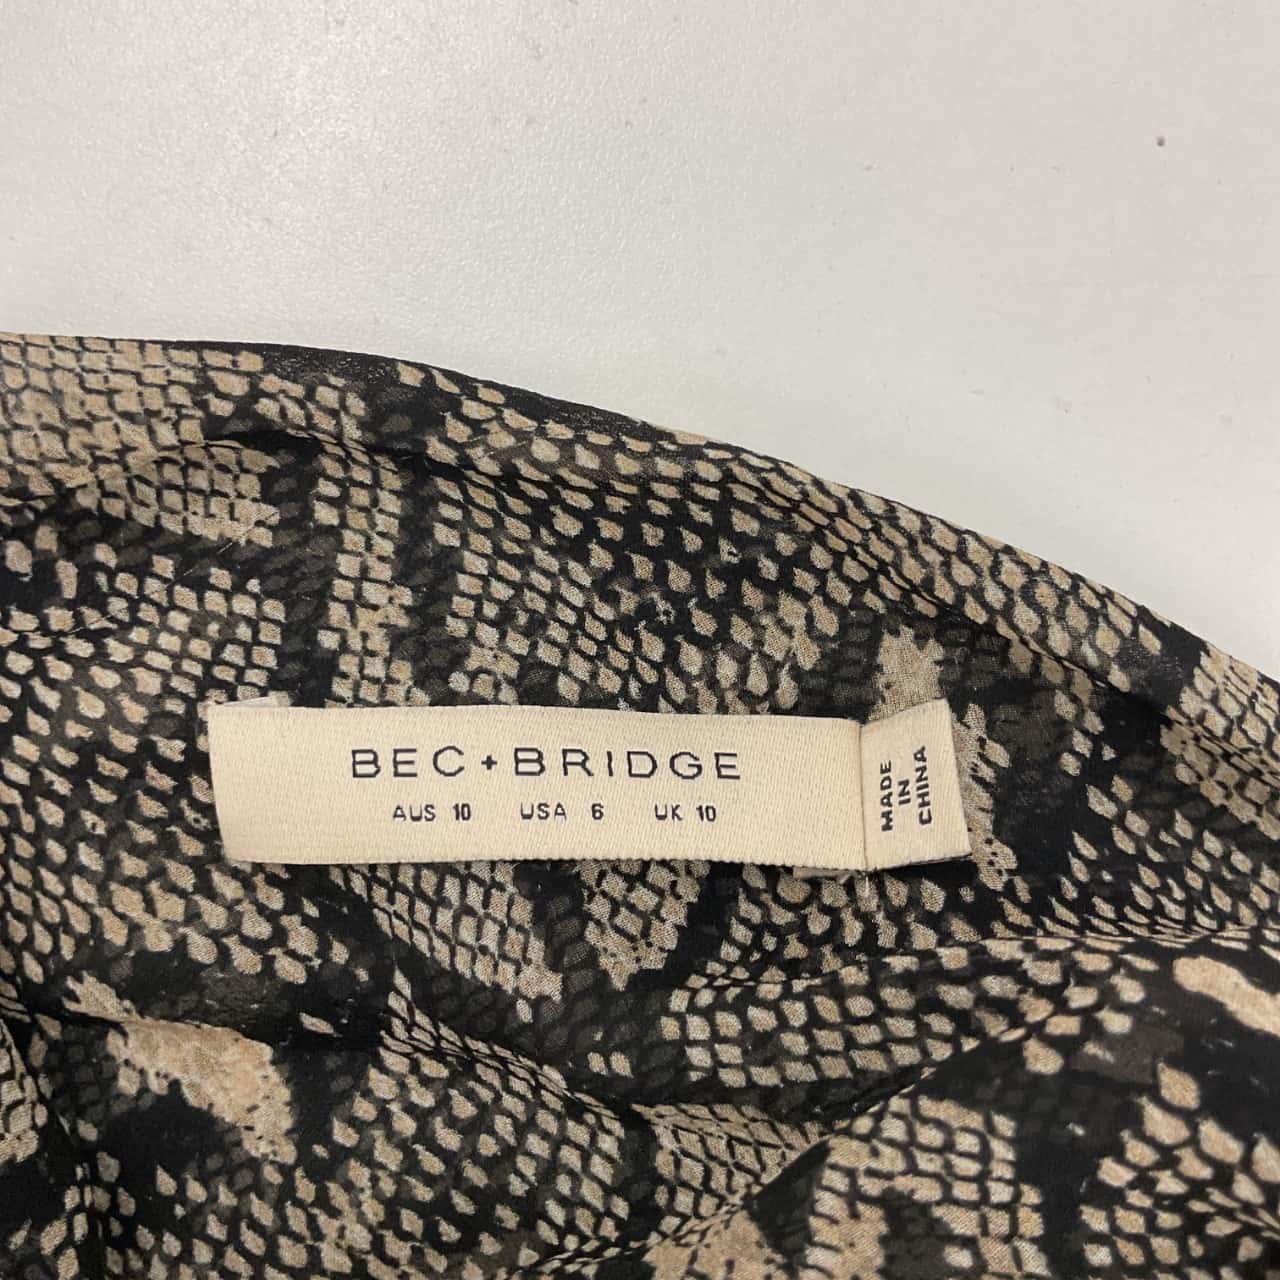 BEC + BRIDGE
AUS 10 USA 6 UK 10
MADE
IN
CHINA